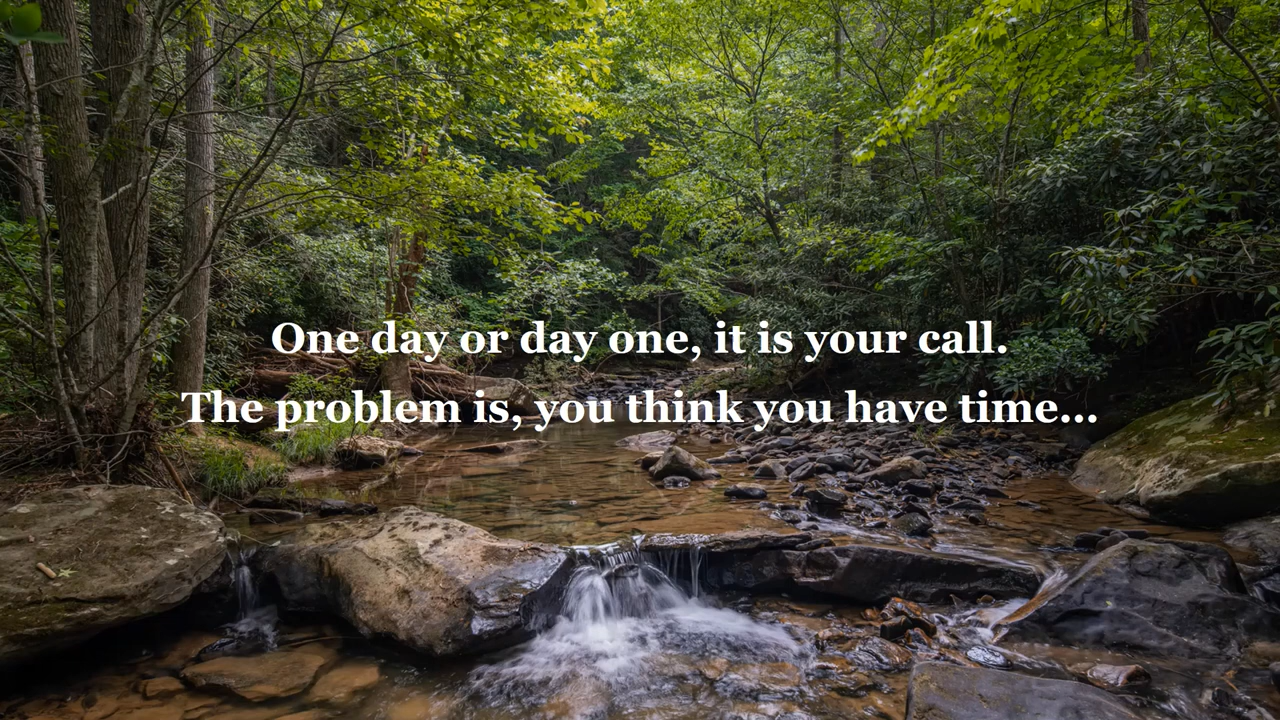 One day or day one, it is your call.
The problem is, you think you have time...